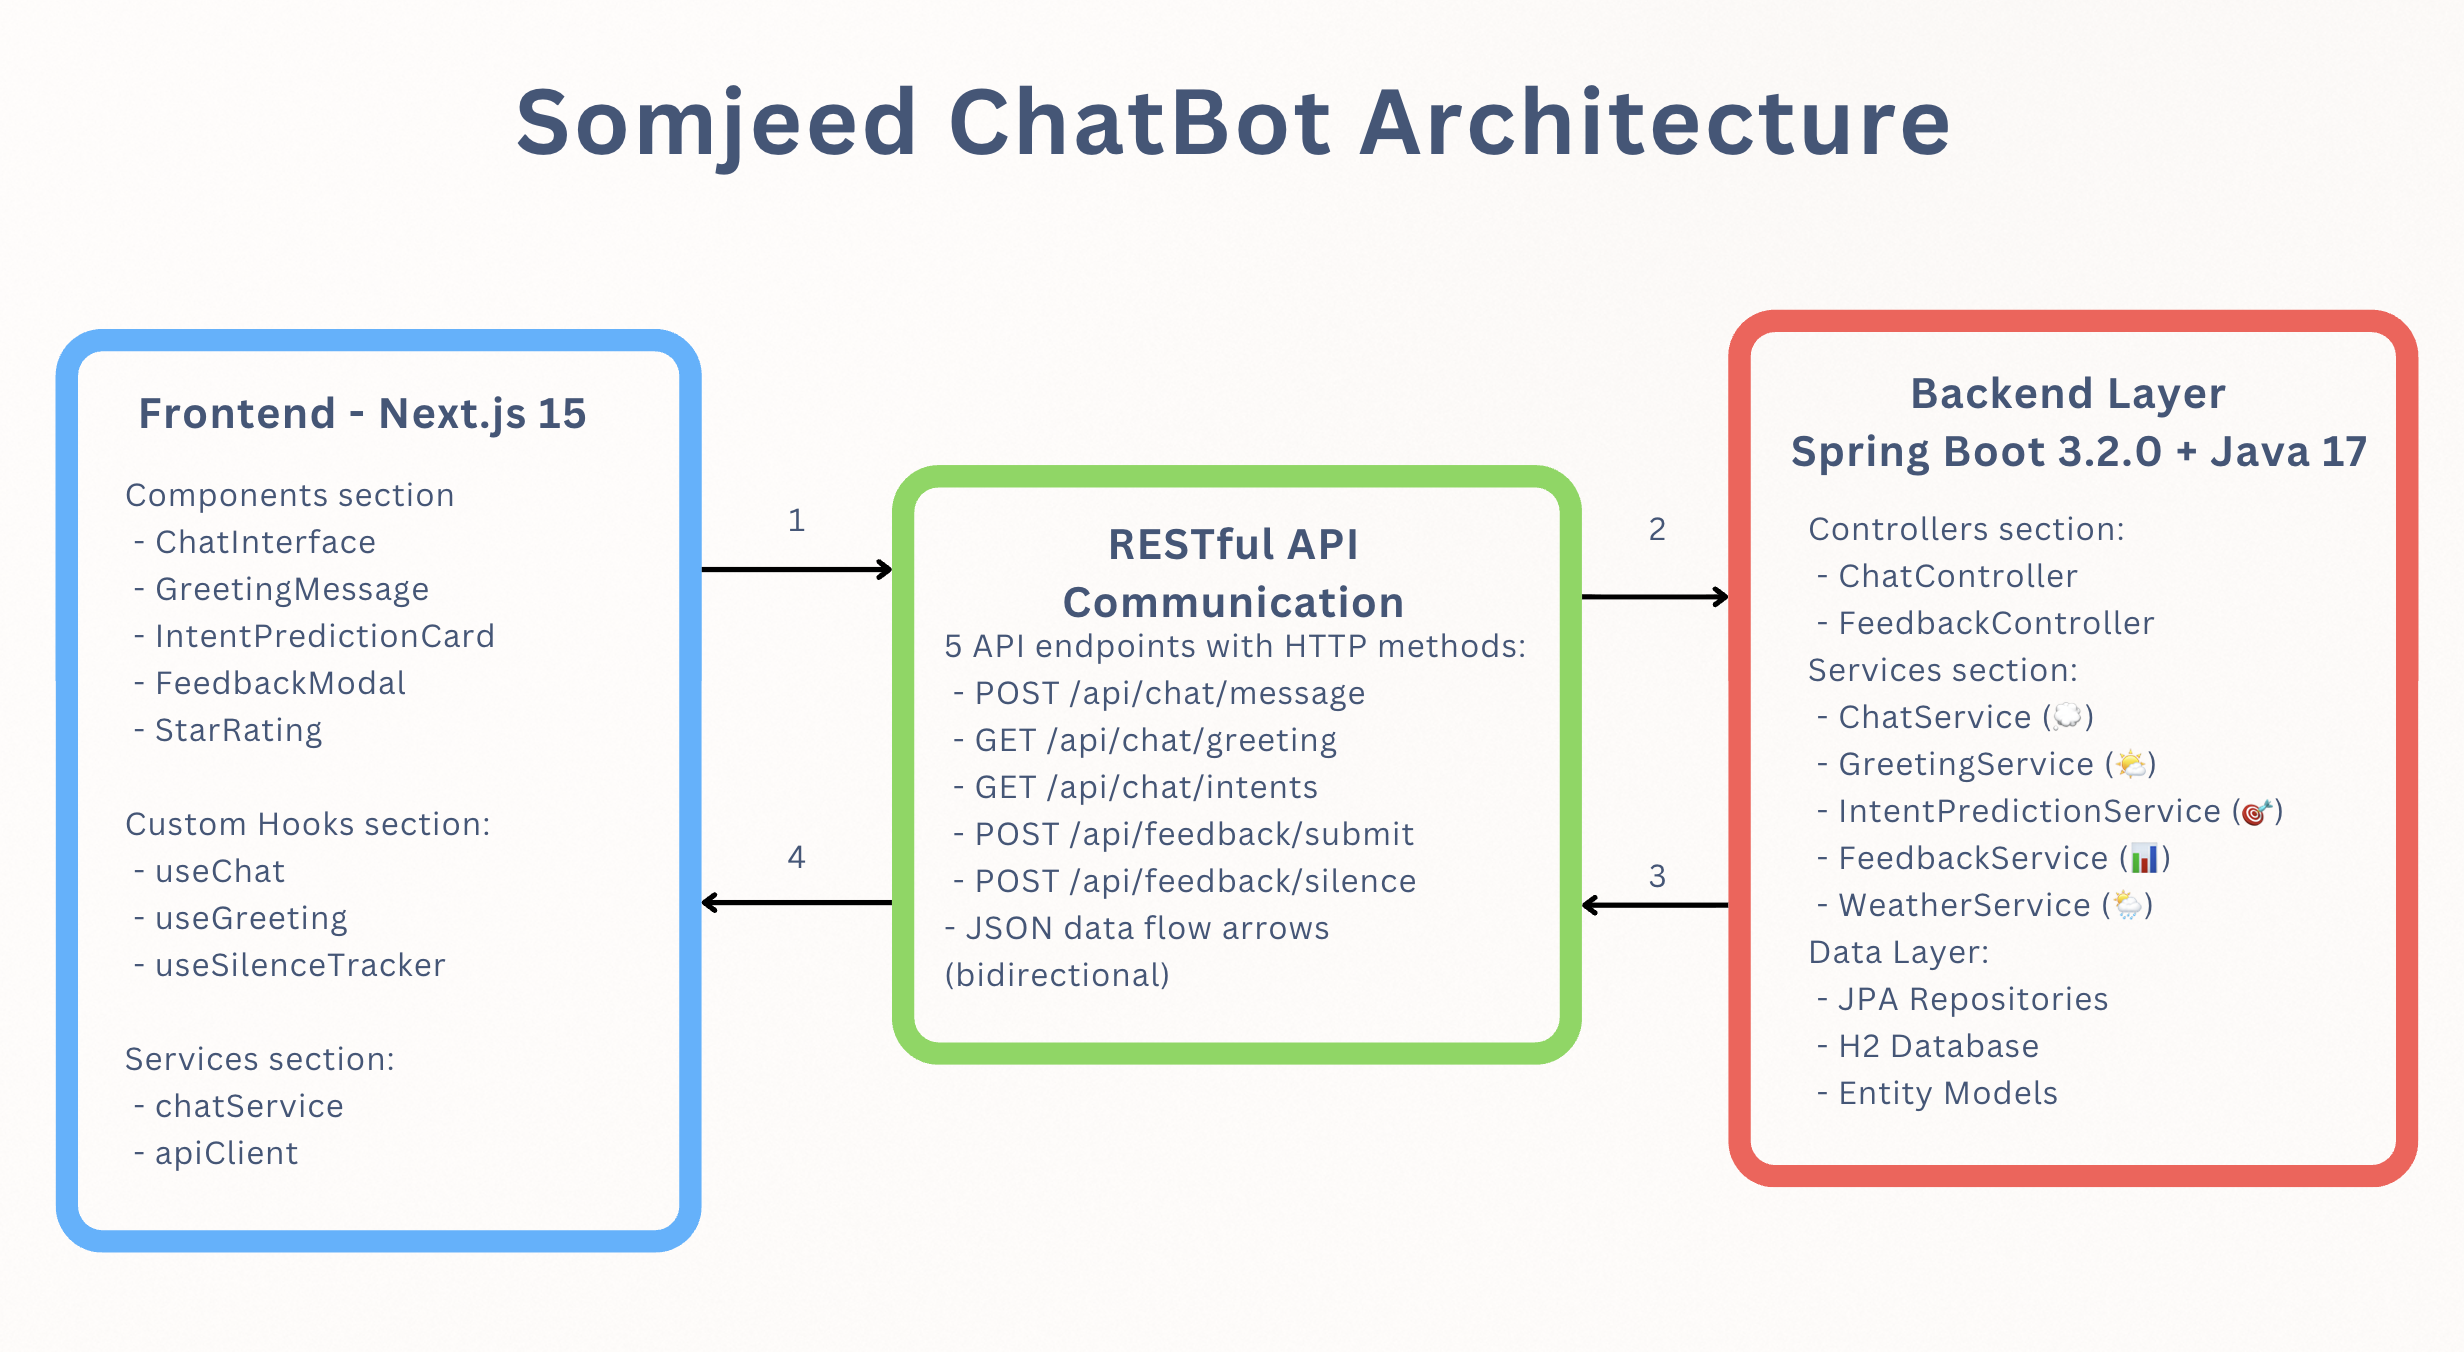 Somjeed ChatBot Architecture
Frontend - Next.js 15
Components section
- ChatInterface
- GreetingMessage
- IntentPredictionCard
- FeedbackModal
- StarRating
Custom Hooks section:
- useChat
- useGreeting
- useSilenceTracker
Services section:
- chatService
- apiClient
1
4
RESTful API
Communication
5 API endpoints with HTTP methods:
- POST /api/chat/message
- GET /api/chat/greeting
- GET /api/chat/intents
- POST /api/feedback/submit
- POST /api/feedback/silence
- JSON data flow arrows
(bidirectional)
2
3
Backend Layer
Spring Boot 3.2.0 + Java 17
Controllers section:
- ChatController
- FeedbackController
Services section:
- ChatService (💭)
- GreetingService (🌤️)
- IntentPredictionService (🎯)
- FeedbackService (📊)
- WeatherService (🌦️)
Data Layer:
- JPA Repositories
- H2 Database
- Entity Models